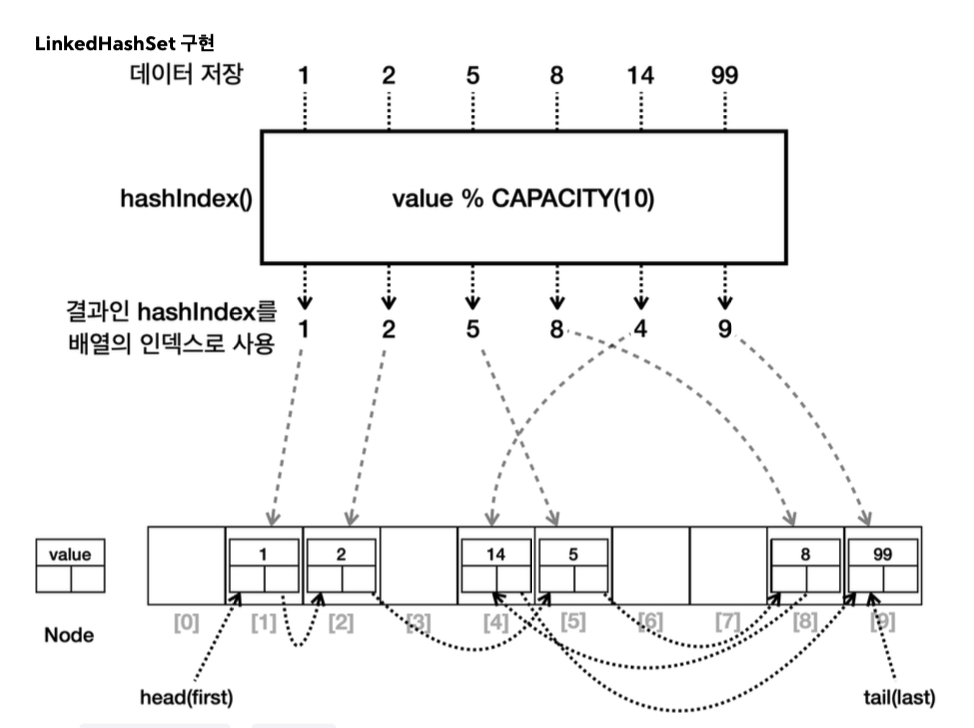 LinkedHashSet 구현
데이터 저장 1 2 5 8 14 99
hashIndex() value % CAPACITY(10)
결과인 hashIndex를
배열의 인덱스로 사용
1 2 5 8 4 9
value 1 2 14 5 8 99
[0] [1] [2] [3] [4] [5] [6] [7] [8] [9]
Node
head(first) tail(last)